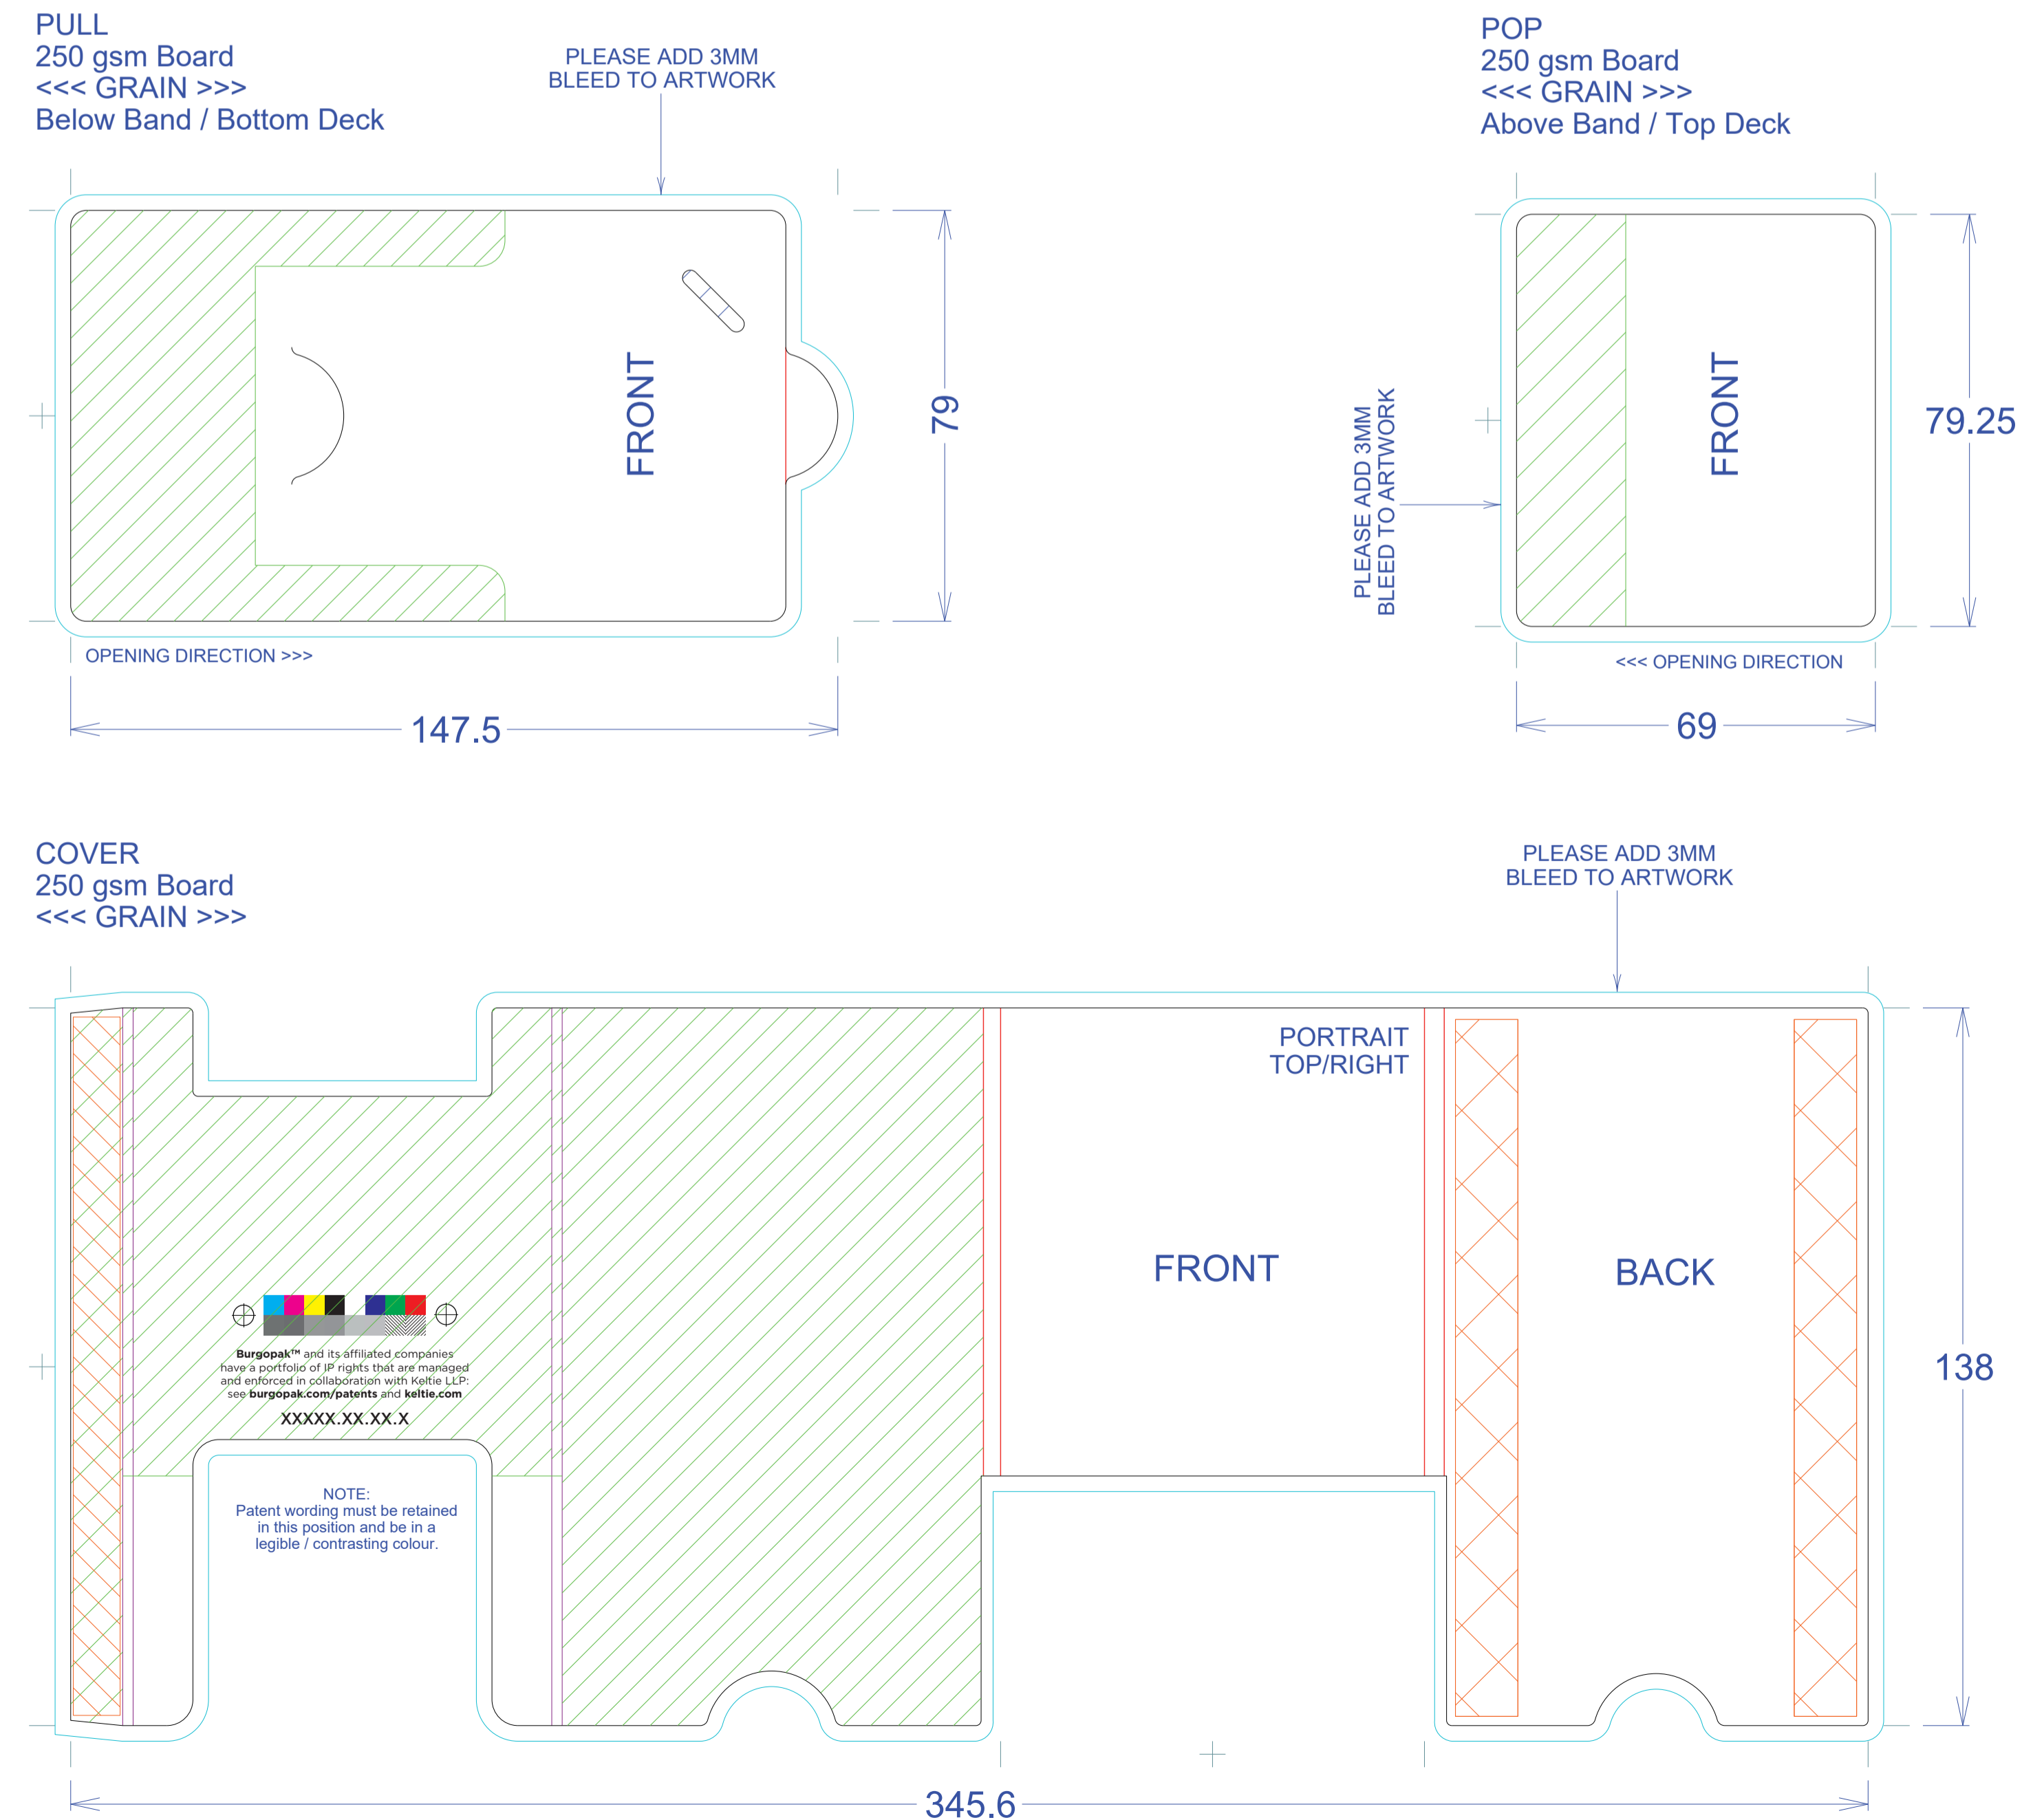 PULL
250 gsm Board
<<< GRAIN >>>
Below Band / Bottom Deck
PLEASE ADD 3MM
BLEED TO ARTWORK
FRONT
79
OPENING DIRECTION >>>
147.5
POP
250 gsm Board
<<< GRAIN >>>
Above Band / Top Deck
PLEASE ADD 3MM
BLEED TO ARTWORK
FRONT
79.25
<<< OPENING DIRECTION
69
COVER
250 gsm Board
<<< GRAIN >>>
PLEASE ADD 3MM
BLEED TO ARTWORK
PORTRAIT
TOP/RIGHT
FRONT
BACK
138
Burgopak™ and its affiliated companies
have a portfolio of IP rights that are managed
and enforced in collaboration with Keltie LLP:
see burgopak.com/patents and keltie.com
XXXXX.XX.XX.X
NOTE:
Patent wording must be retained
in this position and be in a
legible / contrasting colour.
345.6